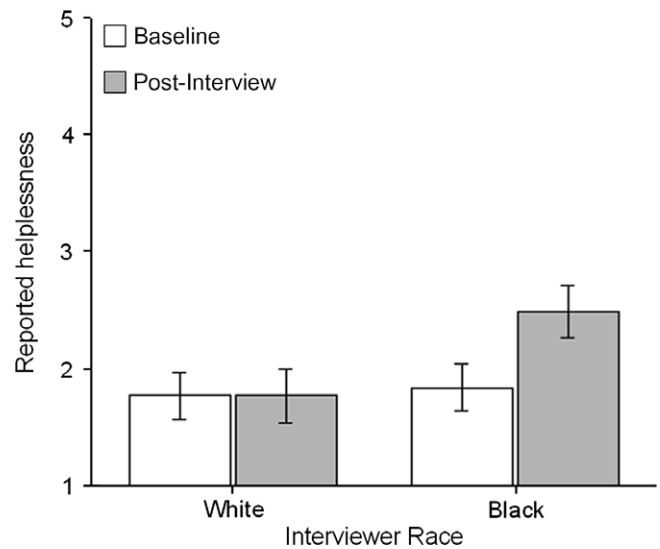 5
Baseline
Post-Interview
4
3
2
1
Reported helplessness
White
Black
Interviewer Race